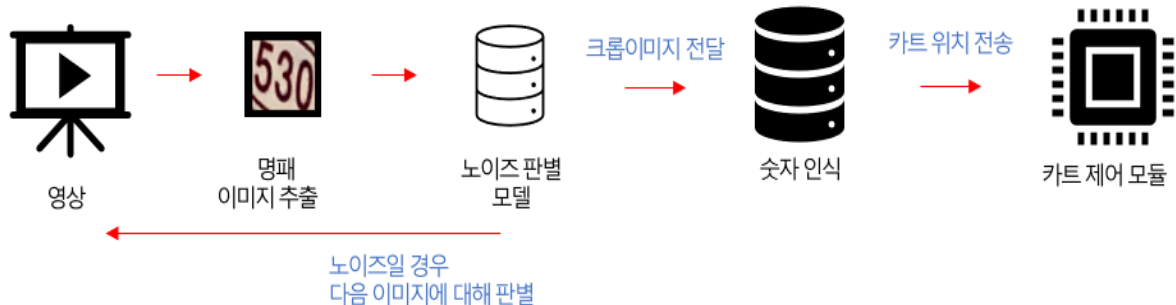 530
크롭이미지 전달
카트 위치 전송
영상
명패
이미지 추출
노이즈 판별
모델
숫자 인식
카트 제어 모듈
노이즈일 경우
다음 이미지에 대해 판별